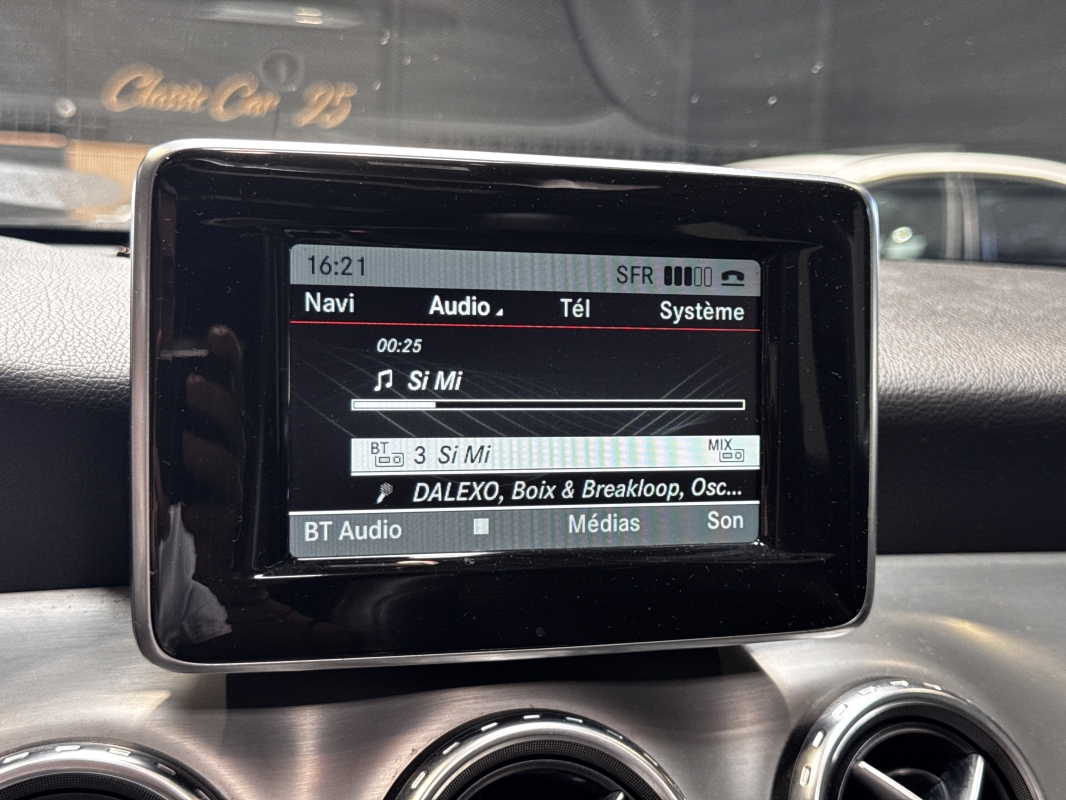 Classic Car 25
16:21 SFR
Navi Audio Tél Système
00:25
Si Mi
BT 3 Si Mi MIX
DALEXO, Boix & Breakloop, Osc...
BT Audio Médias Son